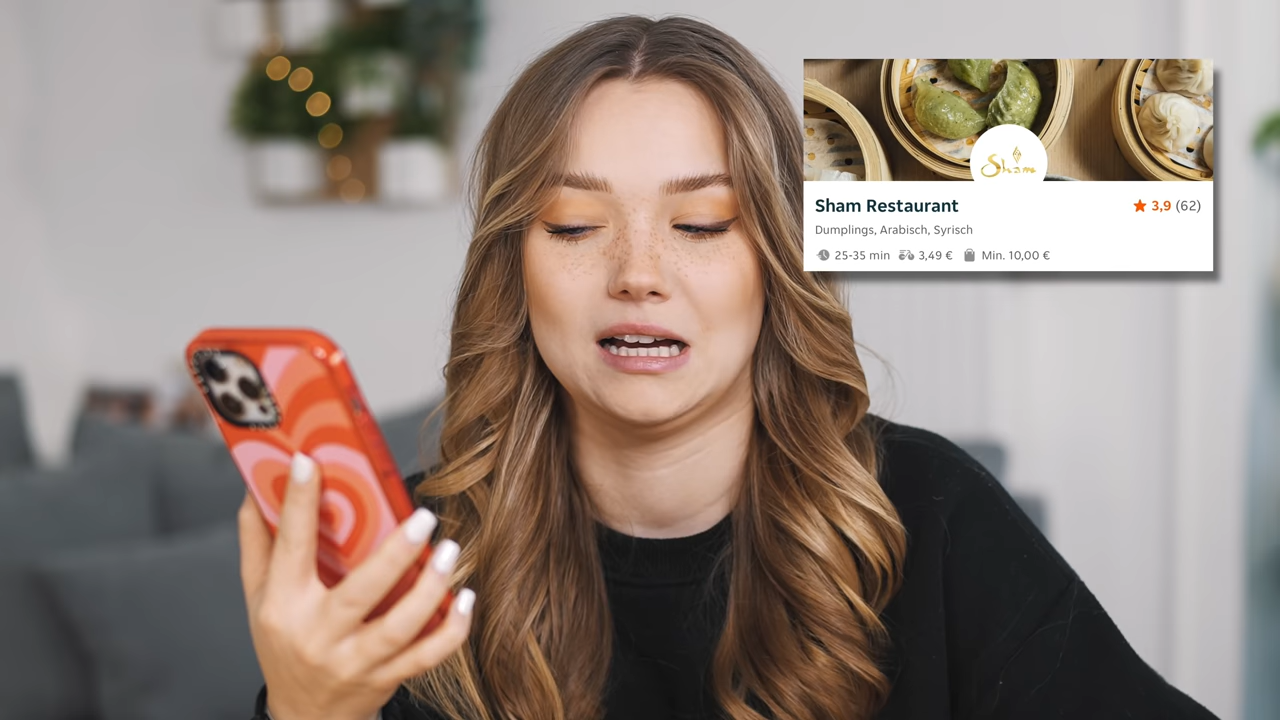 Sham
Sham Restaurant
3,9 (62)
Dumplings, Arabisch, Syrisch
25-35 min 3,49 € Min. 10,00 €